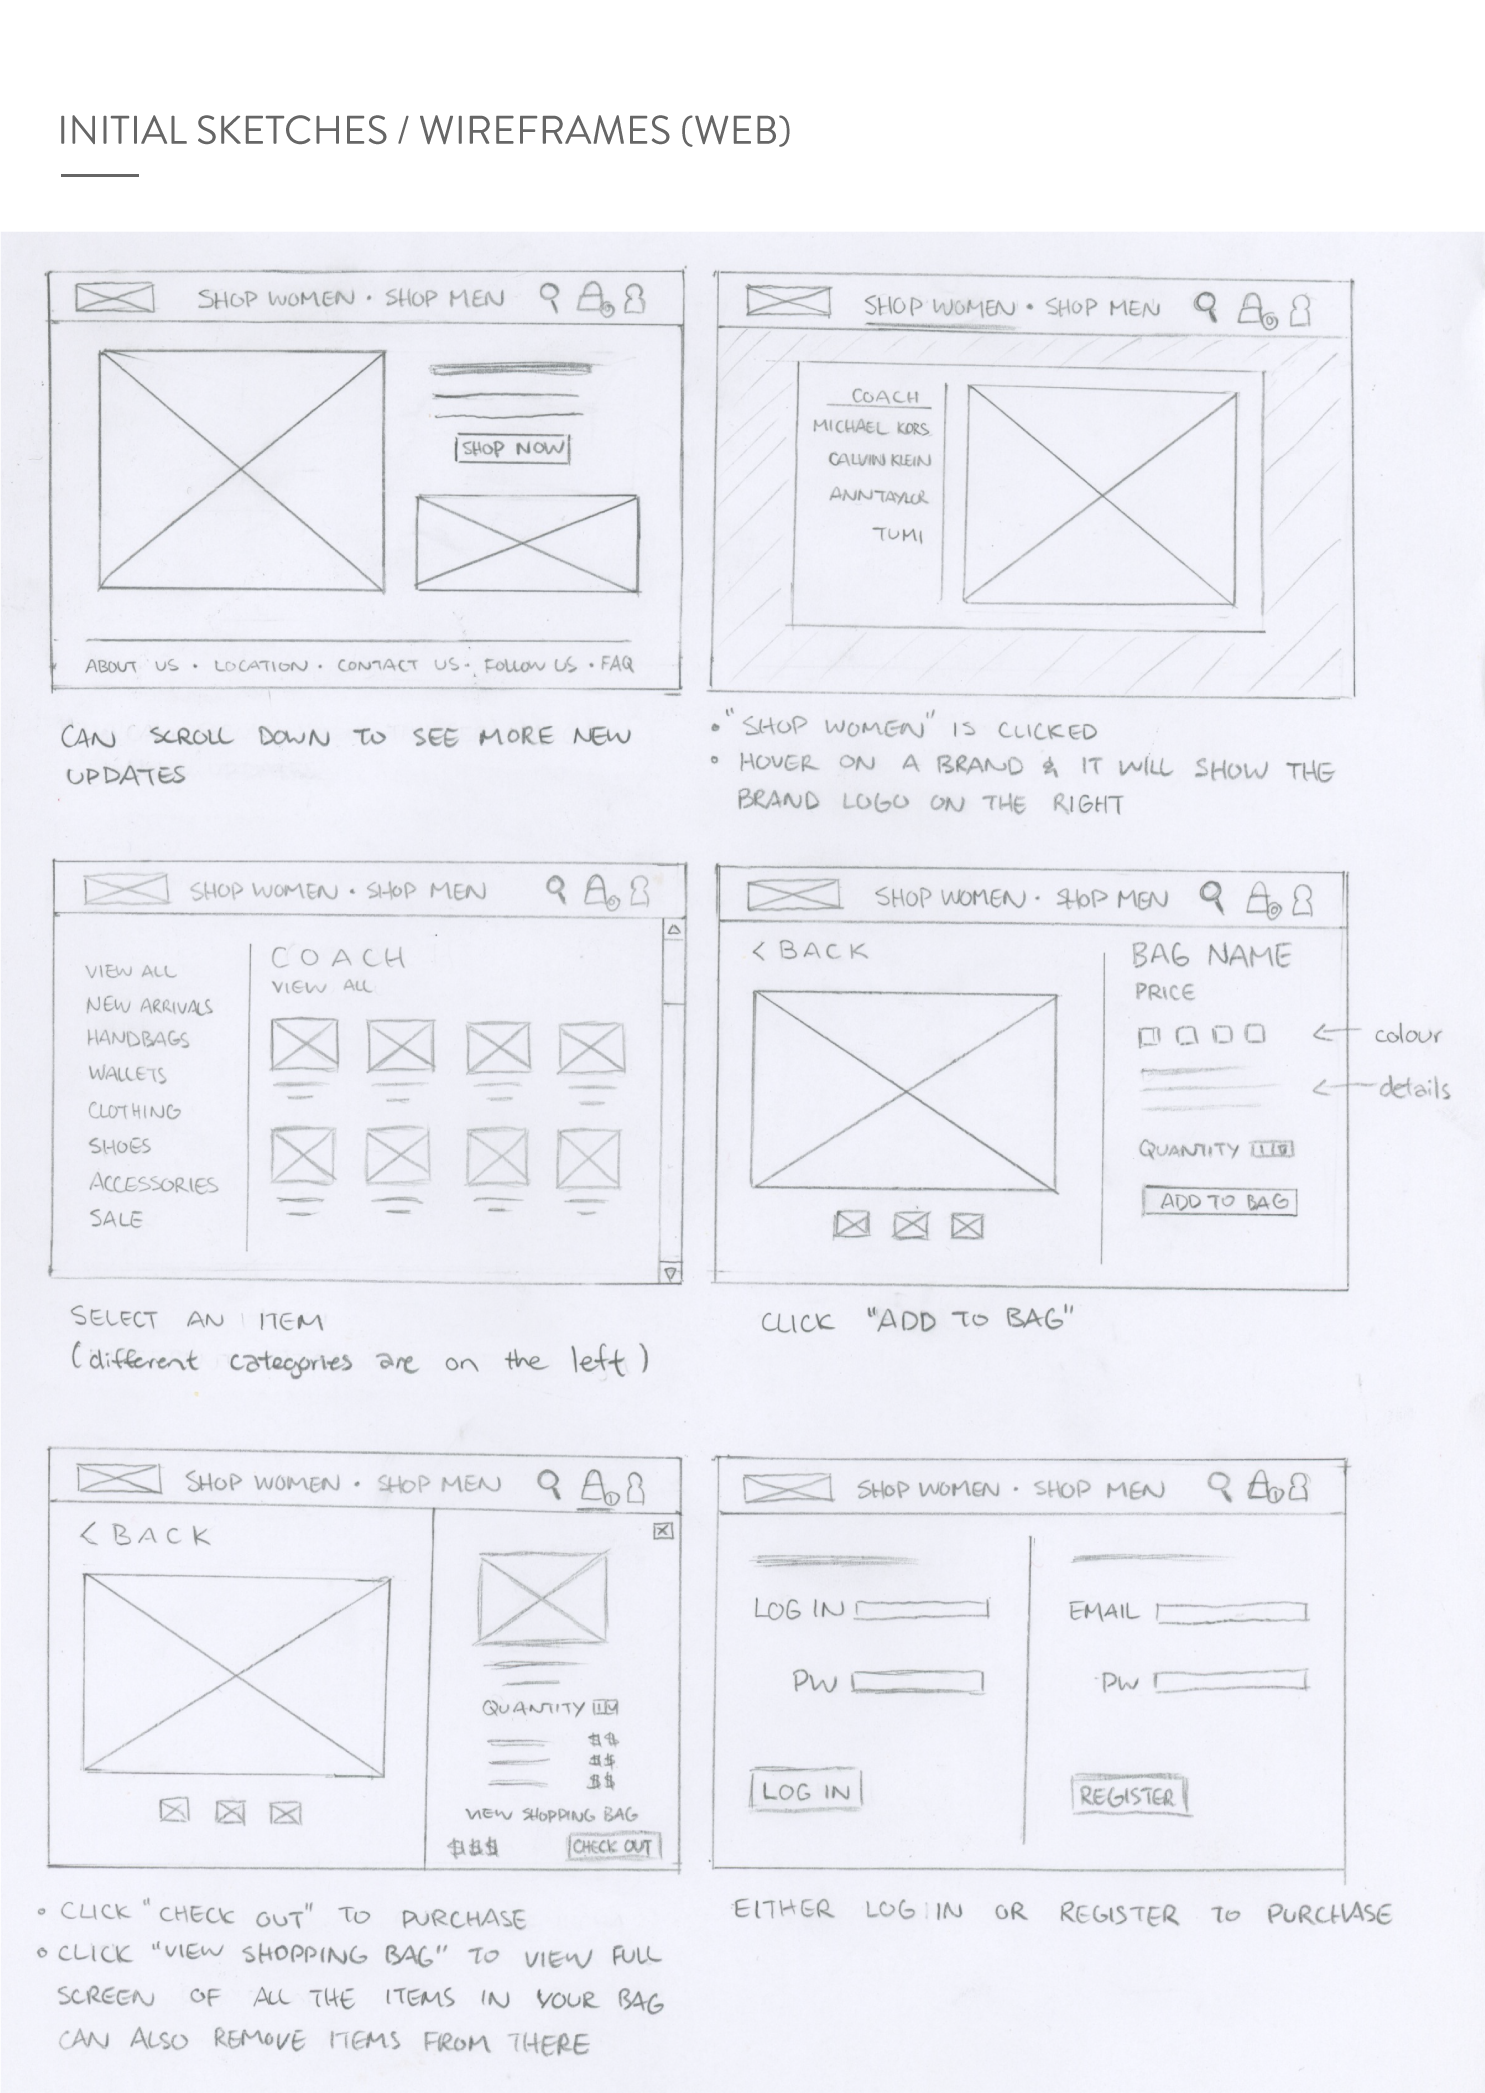 INITIAL SKETCHES / WIREFRAMES (WEB)
SHOP WOMEN • SHOP MEN
SHOP NOW
ABOUT US • LOCATION • CONTACT US • FOLLOW US • FAQ
CAN SCROLL DOWN TO SEE MORE NEW
UPDATES
SHOP WOMEN • SHOP MEN
COACH
MICHAEL KORS
CALVIN KLEIN
ANN TAYLOR
TUMI
• "SHOP WOMEN" IS CLICKED
• HOVER ON A BRAND & IT WILL SHOW THE
BRAND LOGO ON THE RIGHT
SHOP WOMEN • SHOP MEN
VIEW ALL
NEW ARRIVALS
HANDBAGS
WALLETS
CLOTHING
SHOES
ACCESSORIES
SALE
COACH
VIEW ALL
SELECT AN ITEM
(different categories are on the left)
SHOP WOMEN • SHOP MEN
0
< BACK
BAG NAME
PRICE
colour
details
QUANTITY 1
ADD TO BAG
CLICK "ADD TO BAG"
SHOP WOMEN • SHOP MEN
1
< BACK
QUANTITY 1
$$
$$
$$
VIEW SHOPPING BAG
$$$ CHECK OUT
• CLICK "CHECK OUT" TO PURCHASE
• CLICK "VIEW SHOPPING BAG" TO VIEW FULL
SCREEN OF ALL THE ITEMS IN YOUR BAG
CAN ALSO REMOVE ITEMS FROM THERE
SHOP WOMEN • SHOP MEN
1
LOG IN
PW
LOG IN
EMAIL
PW
REGISTER
EITHER LOG IN OR REGISTER TO PURCHASE